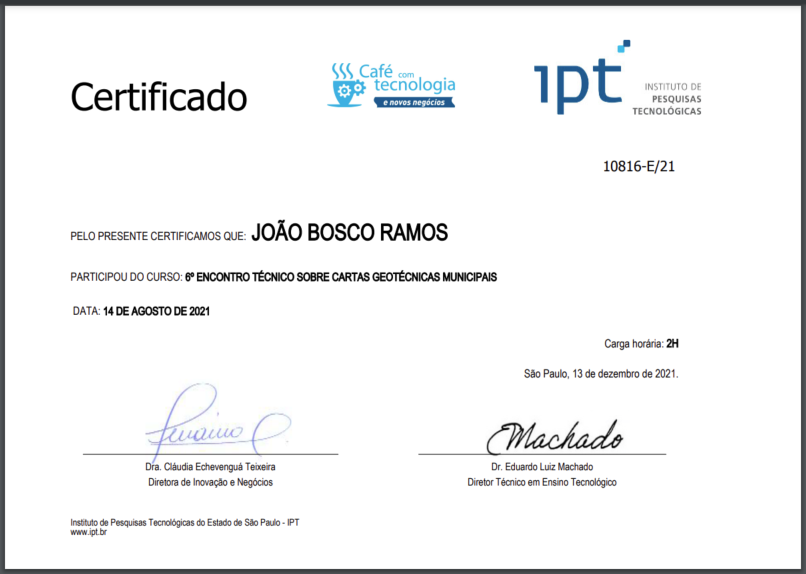 Certificado
Café com
tecnologia
e novos negócios
ipt
INSTITUTO DE
PESQUISAS
TECNOLÓGICAS
10816-E/21
PELO PRESENTE CERTIFICAMOS QUE: JOÃO BOSCO RAMOS
PARTICIPOU DO CURSO: 6º ENCONTRO TÉCNICO SOBRE CARTAS GEOTÉCNICAS MUNICIPAIS
DATA: 14 DE AGOSTO DE 2021
Carga horária: 2H
São Paulo, 13 de dezembro de 2021.
Machado
Dra. Cláudia Echevenguá Teixeira
Diretora de Inovação e Negócios
Dr. Eduardo Luiz Machado
Diretor Técnico em Ensino Tecnológico
Instituto de Pesquisas Tecnológicas do Estado de São Paulo - IPT
www.ipt.br